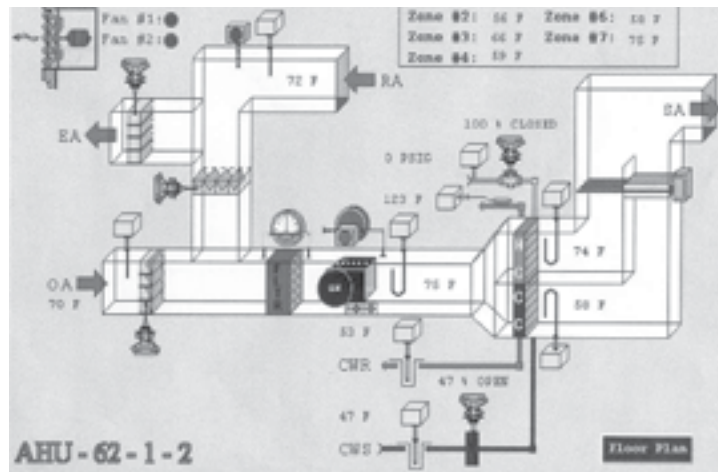 Fan #1:
Fan #2:
Zone #2: 56 F Zone #6: 58 F
Zone #3: 66 F Zone #7: 75 F
Zone #4: 59 F
72 F
RA
SA
EA
100 % CLOSED
0 PSIG
123 F
74 F
OA
70 F
75 F
58 F
53 F
CWR
47 % OPEN
47 F
CWS
AHU - 62 - 1 - 2
Floor Plan